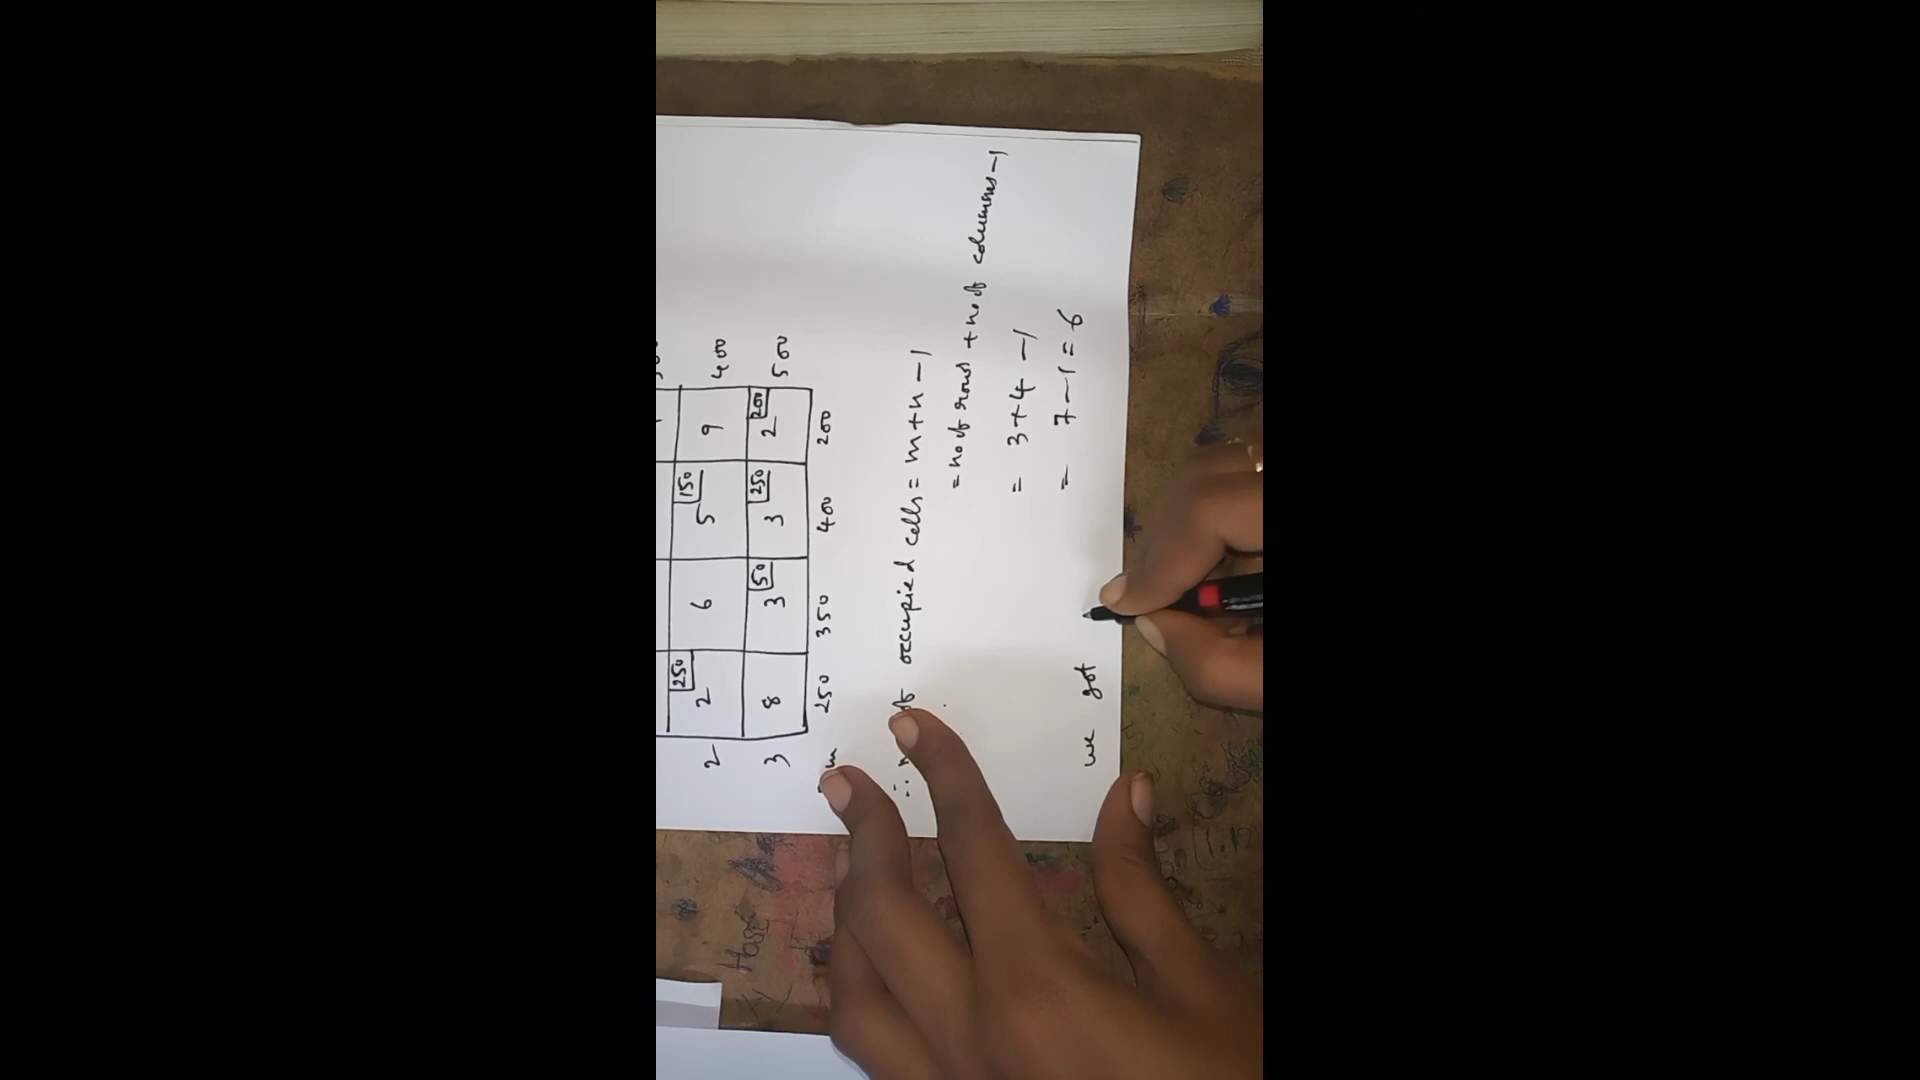 9 400
2 250 2 6 5 150 9 400
3 8 3 50 3 250 2 200 500
250 350 400 200
occupied cells = m+n-1
= no of rows + no of columns -1
= 3+4-1
= 7-1=6
we got